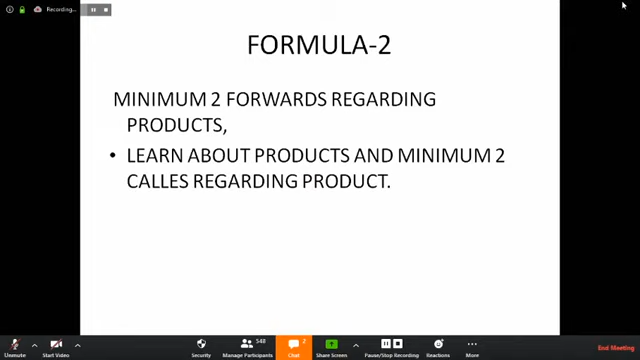 Recording...
FORMULA-2
MINIMUM 2 FORWARDS REGARDING
PRODUCTS,
• LEARN ABOUT PRODUCTS AND MINIMUM 2
CALLES REGARDING PRODUCT.
548
2
Unmute
Start Video
Security
Manage Participants
Chat
Share Screen
Pause/Stop Recording
Reactions
More
End Meeting